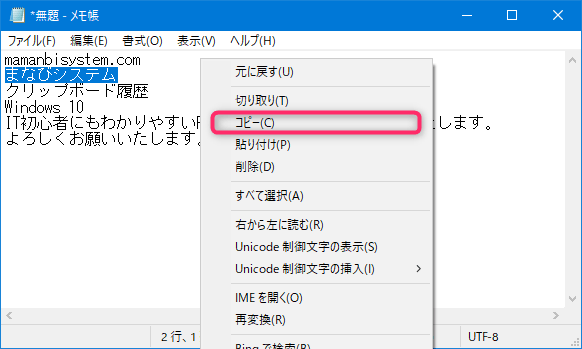 *無題 - メモ帳
ファイル(F) 編集(E) 書式(O) 表示(V) ヘルプ(H)
mamanbisystem.com
まなびシステム
クリップボード履歴
Windows 10
IT初心者にもわかりやすい
たします。
よろしくお願いいたします。
元に戻す(U)
切り取り(T)
コピー(C)
貼り付け(P)
削除(D)
すべて選択(A)
右から左に読む(R)
Unicode 制御文字の表示(S)
Unicode 制御文字の挿入(I)
IME を開く(O)
再変換(R)
Bing で検索(B)
2 行、1
UTF-8